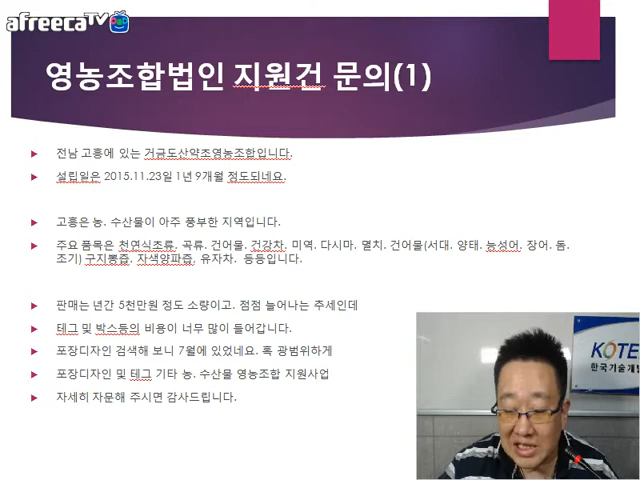 afreecaTV
영농조합법인 지원건 문의(1)
전남 고흥에 있는 거금도산약초영농조합입니다.
설립일은 2015.11.23일 1년 9개월 정도되네요.
고흥은 농. 수산물이 아주 풍부한 지역입니다.
주요 품목은 천연식초류. 곡류. 건어물. 건강차. 미역. 다시마. 멸치. 건어물(서대. 양태. 능성어. 장어. 돔.
조기) 구지뽕즙. 자색양파즙. 유자차. 등등입니다.
판매는 년간 5천만원 정도 소량이고. 점점 늘어나는 추세인데
테그 및 박스등의 비용이 너무 많이 들어갑니다.
포장디자인 검색해 보니 7월에 있었네요. 혹 광범위하게
포장디자인 및 테그 기타 농. 수산물 영농조합 지원사업
자세히 자문해 주시면 감사드립니다.
KOTE
한국기술개발